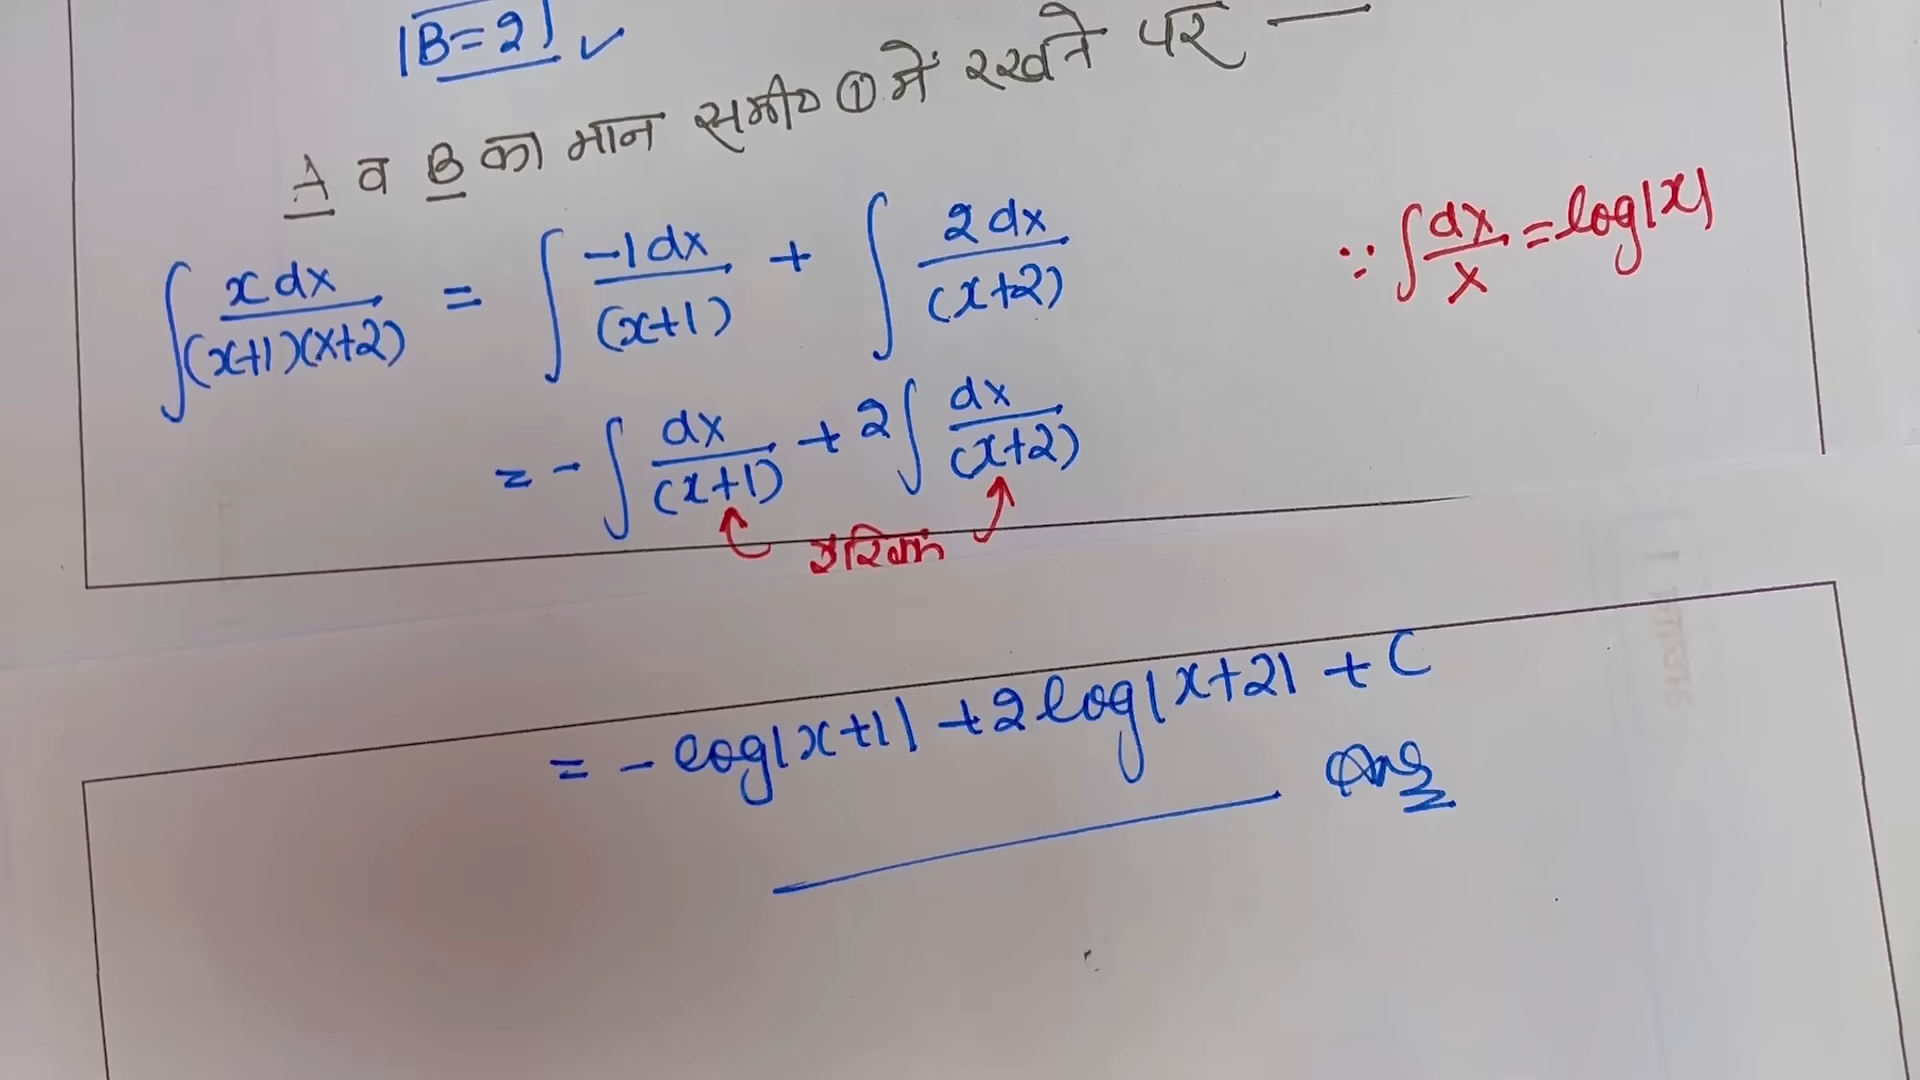 |B=2| ✓
A व B का मान समी० ① में रखने पर —
∫ x dx / (x+1)(x+2) = ∫ -1 dx / (x+1) + ∫ 2 dx / (x+2)
∵ ∫ dx / x = log|x|
= - ∫ dx / (x+1) + 2 ∫ dx / (x+2)
= - log|x+1| + 2 log|x+2| + C
Ans